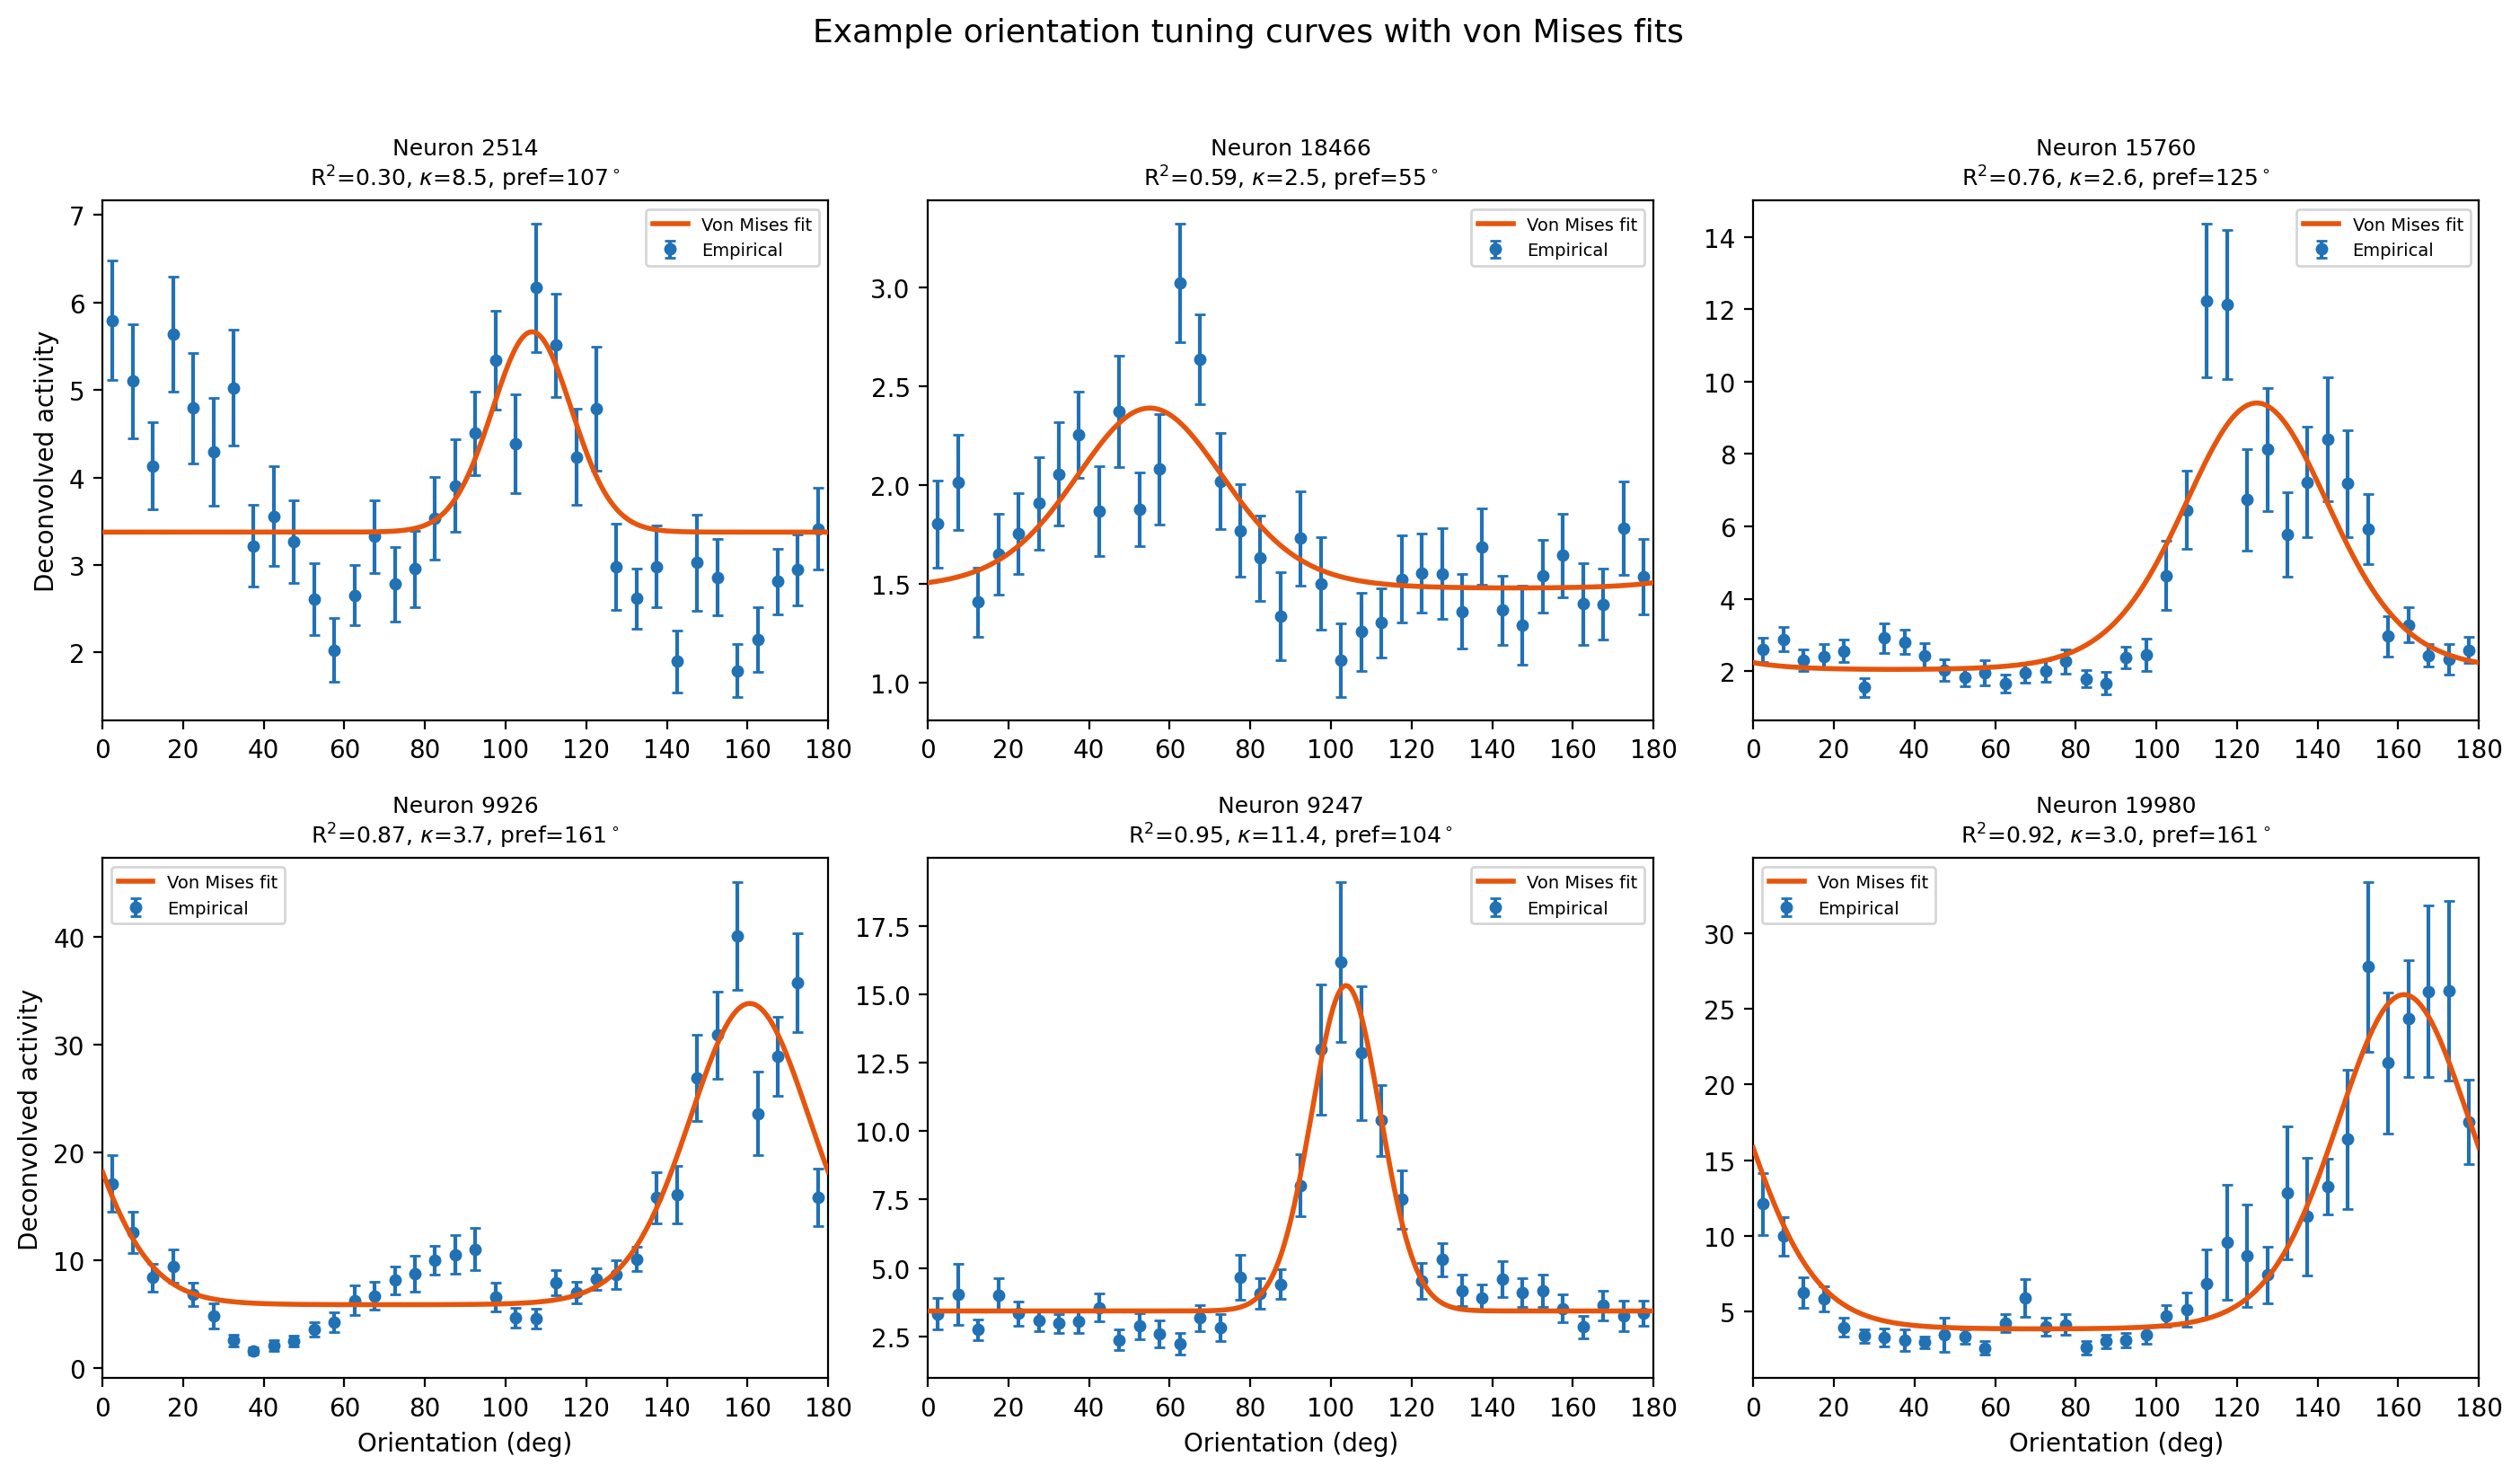 Example orientation tuning curves with von Mises fits
Neuron 2514
R²=0.30, κ=8.5, pref=107°
Neuron 18466
R²=0.59, κ=2.5, pref=55°
Neuron 15760
R²=0.76, κ=2.6, pref=125°
Deconvolved activity
7
6
5
4
3
2
Von Mises fit
Empirical
0 20 40 60 80 100 120 140 160 180
3.0
2.5
2.0
1.5
1.0
Von Mises fit
Empirical
0 20 40 60 80 100 120 140 160 180
14
12
10
8
6
4
2
Von Mises fit
Empirical
0 20 40 60 80 100 120 140 160 180
Neuron 9926
R²=0.87, κ=3.7, pref=161°
Neuron 9247
R²=0.95, κ=11.4, pref=104°
Neuron 19980
R²=0.92, κ=3.0, pref=161°
Deconvolved activity
40
30
20
10
0
Von Mises fit
Empirical
0 20 40 60 80 100 120 140 160 180
Orientation (deg)
17.5
15.0
12.5
10.0
7.5
5.0
2.5
Von Mises fit
Empirical
0 20 40 60 80 100 120 140 160 180
Orientation (deg)
30
25
20
15
10
5
Von Mises fit
Empirical
0 20 40 60 80 100 120 140 160 180
Orientation (deg)